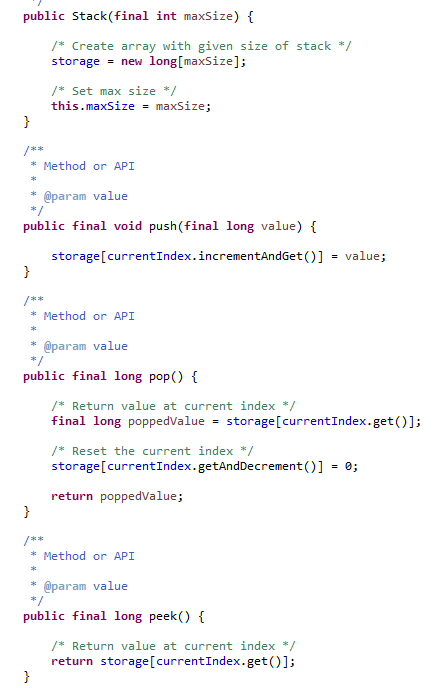 */
public Stack(final int maxSize) {
/* Create array with given size of stack */
storage = new long[maxSize];
/* Set max size */
this.maxSize = maxSize;
}
/**
* Method or API
*
* @param value
*/
public final void push(final long value) {
storage[currentIndex.incrementAndGet()] = value;
}
/**
* Method or API
*
* @param value
*/
public final long pop() {
/* Return value at current index */
final long poppedValue = storage[currentIndex.get()];
/* Reset the current index */
storage[currentIndex.getAndDecrement()] = 0;
return poppedValue;
}
/**
* Method or API
*
* @param value
*/
public final long peek() {
/* Return value at current index */
return storage[currentIndex.get()];
}